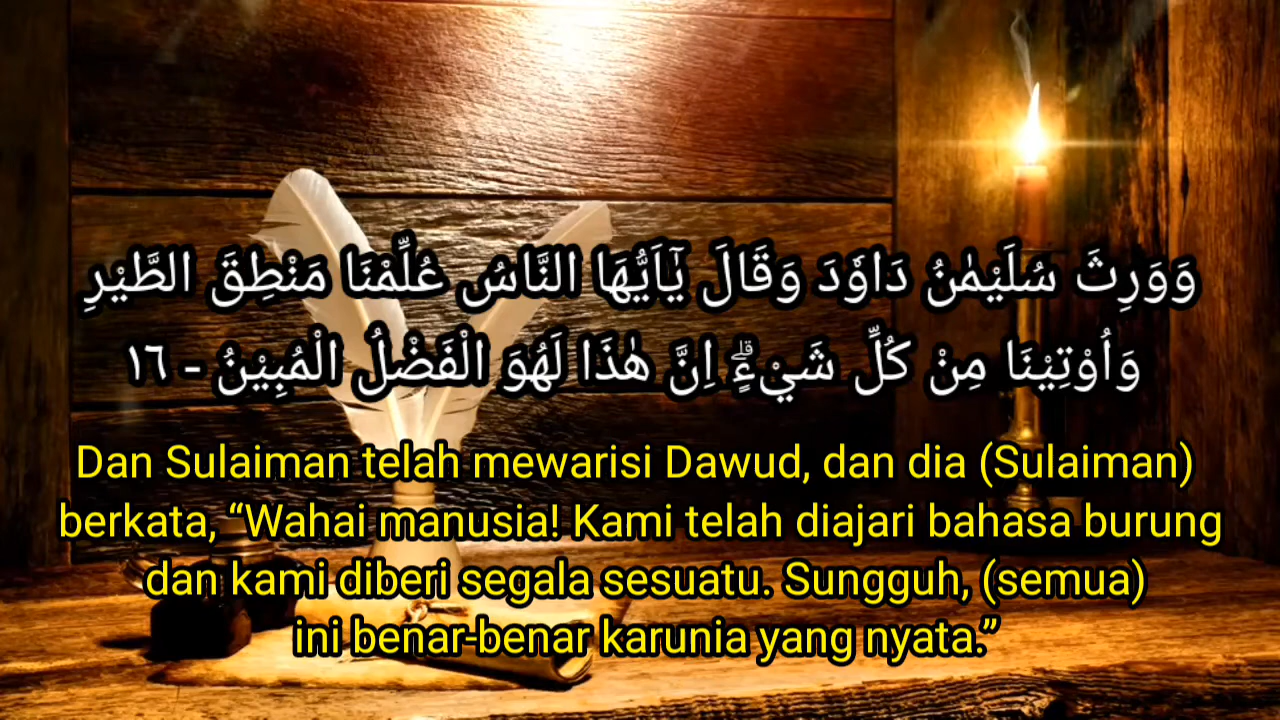 وَوَرِثَ سُلَيْمٰنُ دَاوٗدَ وَقَالَ يٰٓاَيُّهَا النَّاسُ عُلِّمْنَا مَنْطِقَ الطَّيْرِ
وَاُوْتِيْنَا مِنْ كُلِّ شَيْءٍۗ اِنَّ هٰذَا لَهُوَ الْفَضْلُ الْمُبِيْنُ - ١٦
Dan Sulaiman telah mewarisi Dawud, dan dia (Sulaiman)
berkata, “Wahai manusia! Kami telah diajari bahasa burung
dan kami diberi segala sesuatu. Sungguh, (semua)
ini benar-benar karunia yang nyata.”